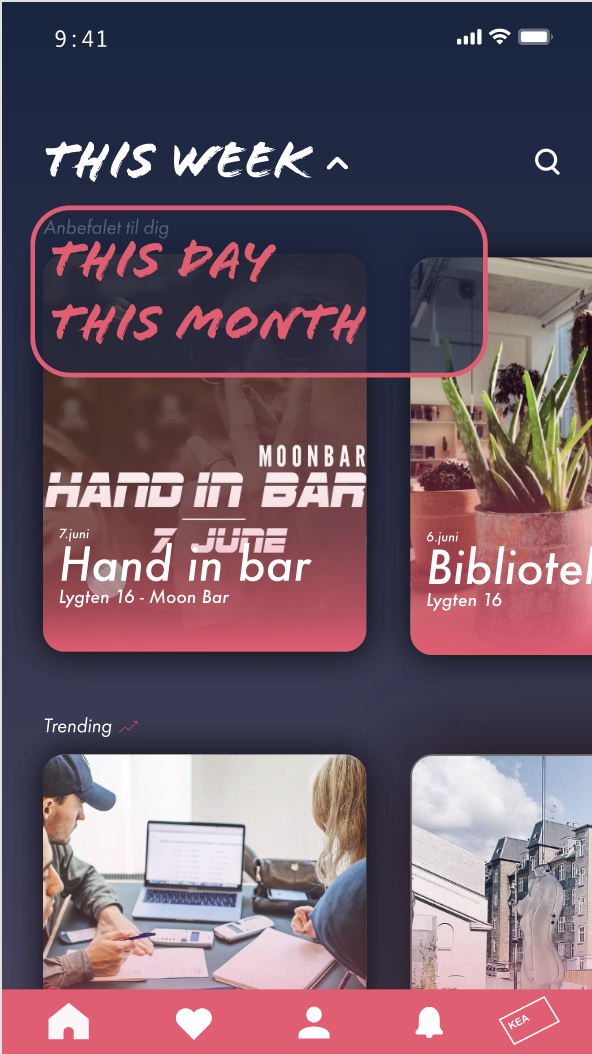 9:41
THIS WEEK
Anbefalet til dig
THIS DAY
THIS MONTH
MOONBAR
HAND IN BAR
7 JUNE
7.juni
Hand in bar
Lygten 16 - Moon Bar
6.juni
Bibliotek
Lygten 16
Trending
KEA